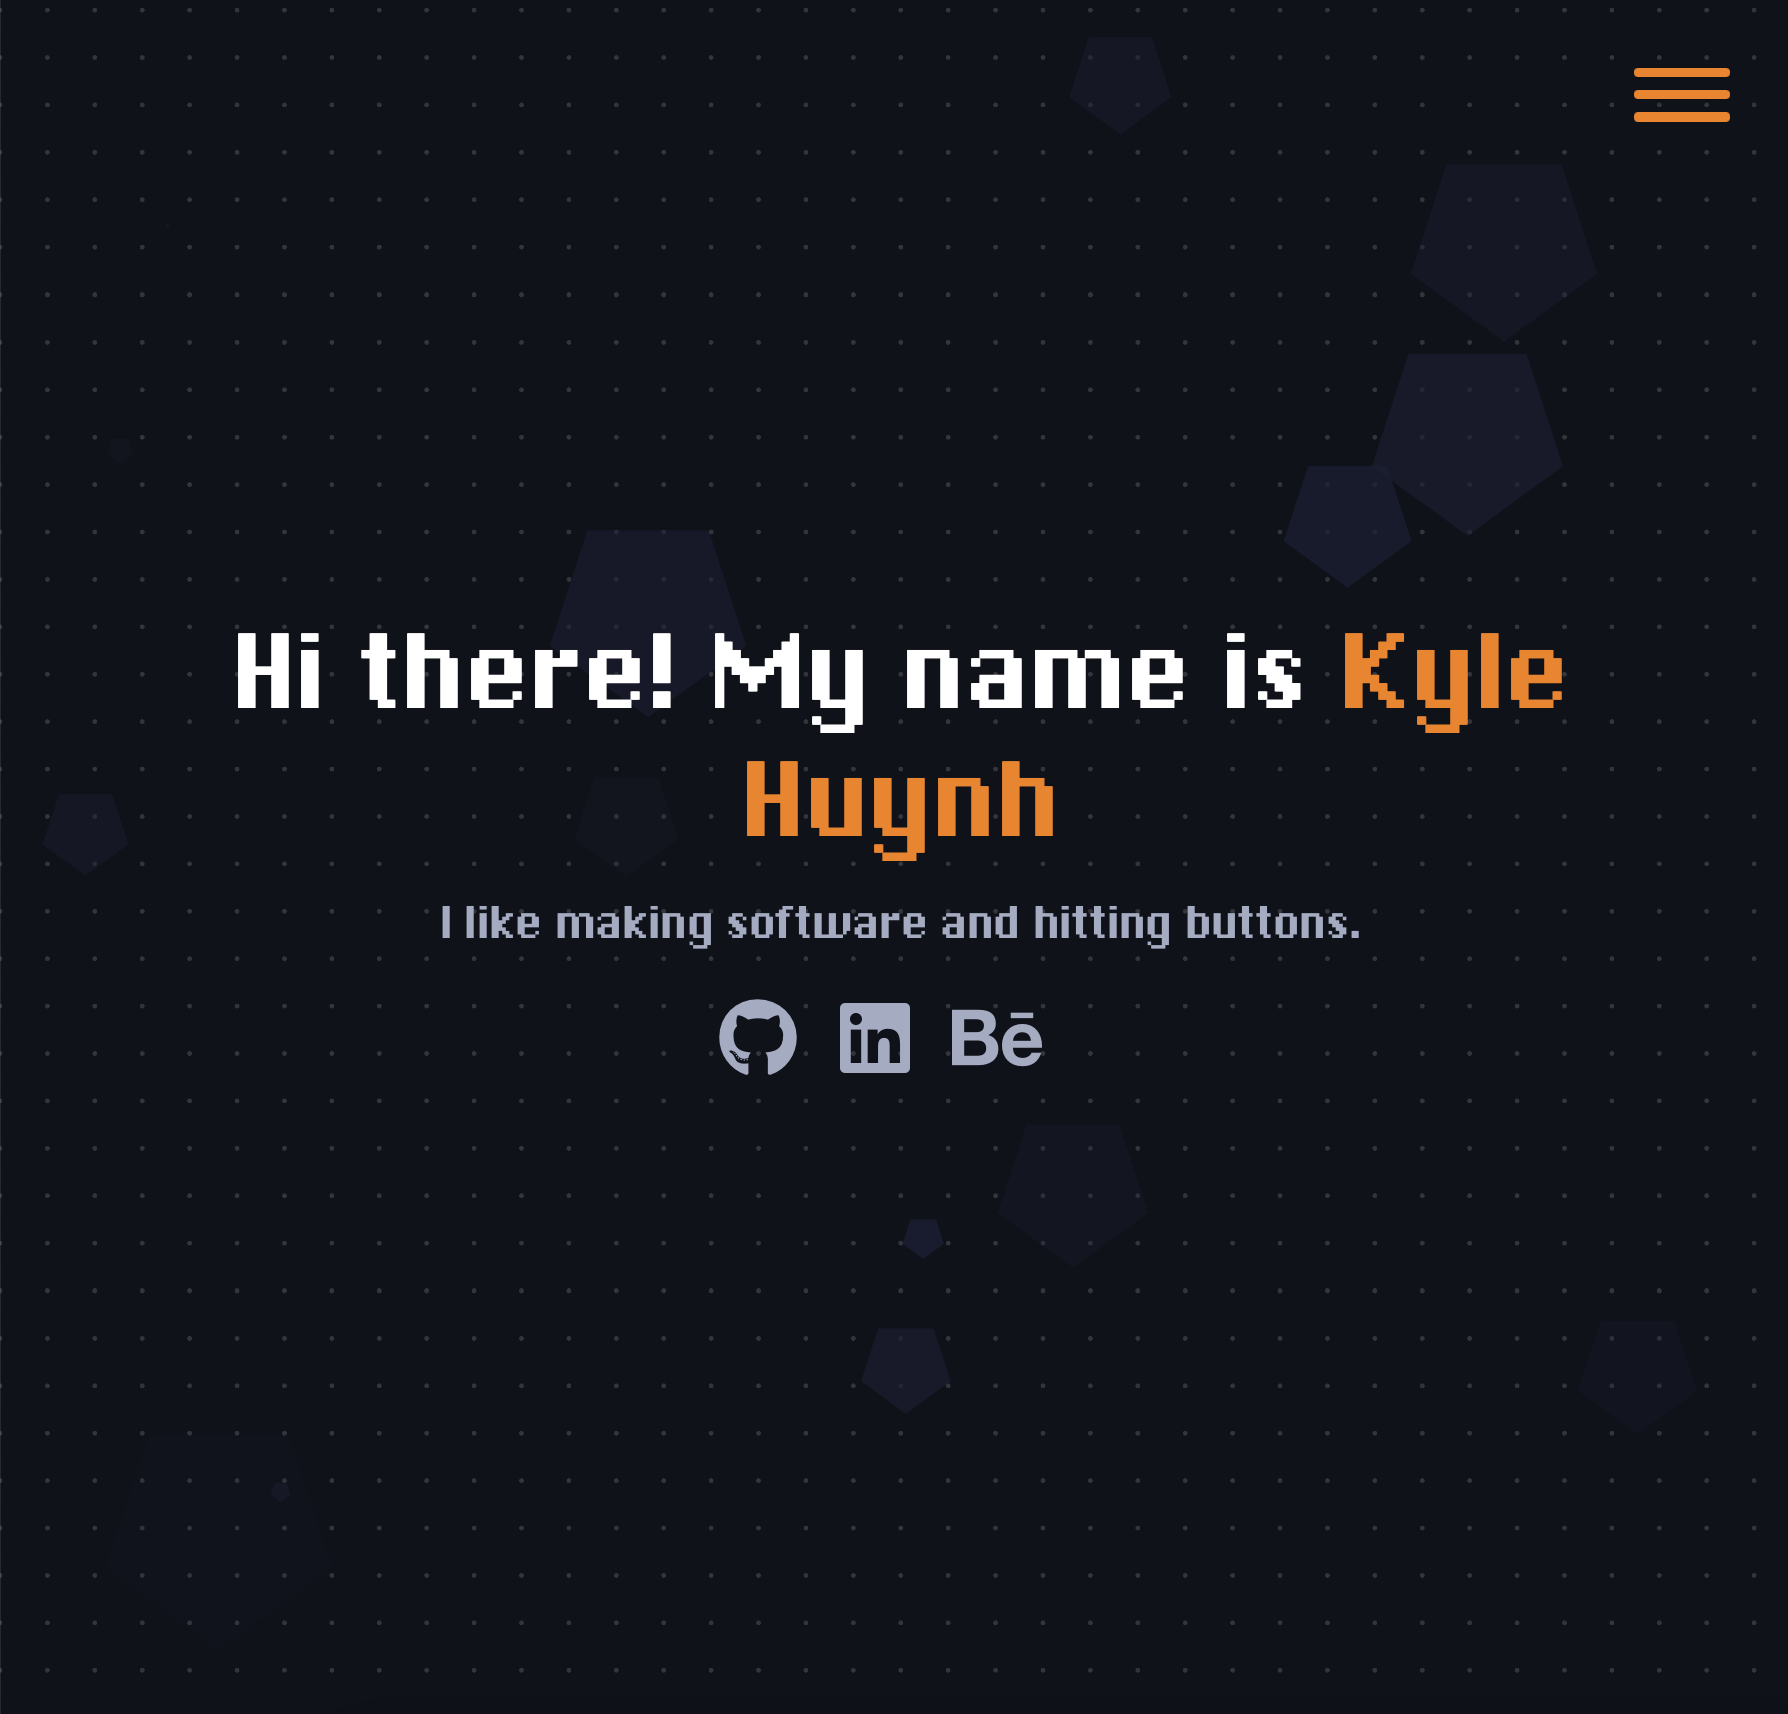 Hi there! My name is Kyle
Huynh
I like making software and hitting buttons.
in Bē